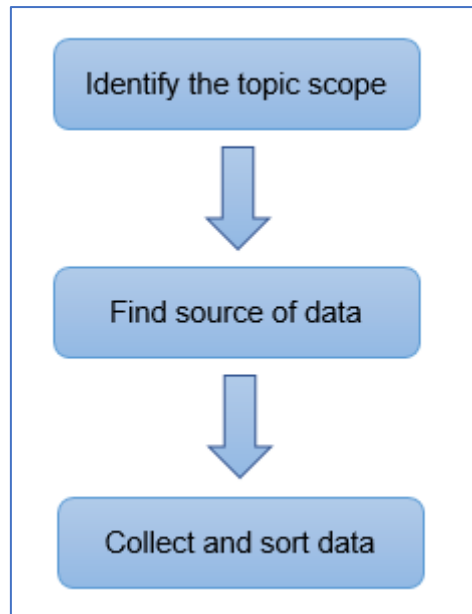 Identify the topic scope
Find source of data
Collect and sort data